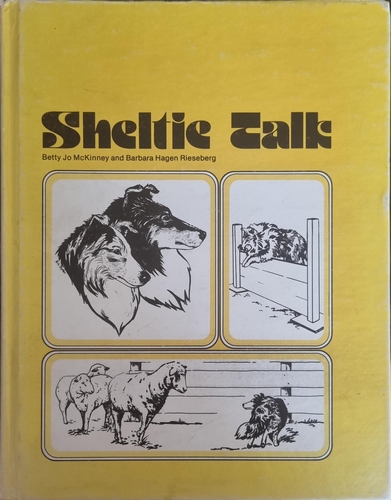 Sheltie Talk
Betty Jo McKinney and Barbara Hagen Rieseberg